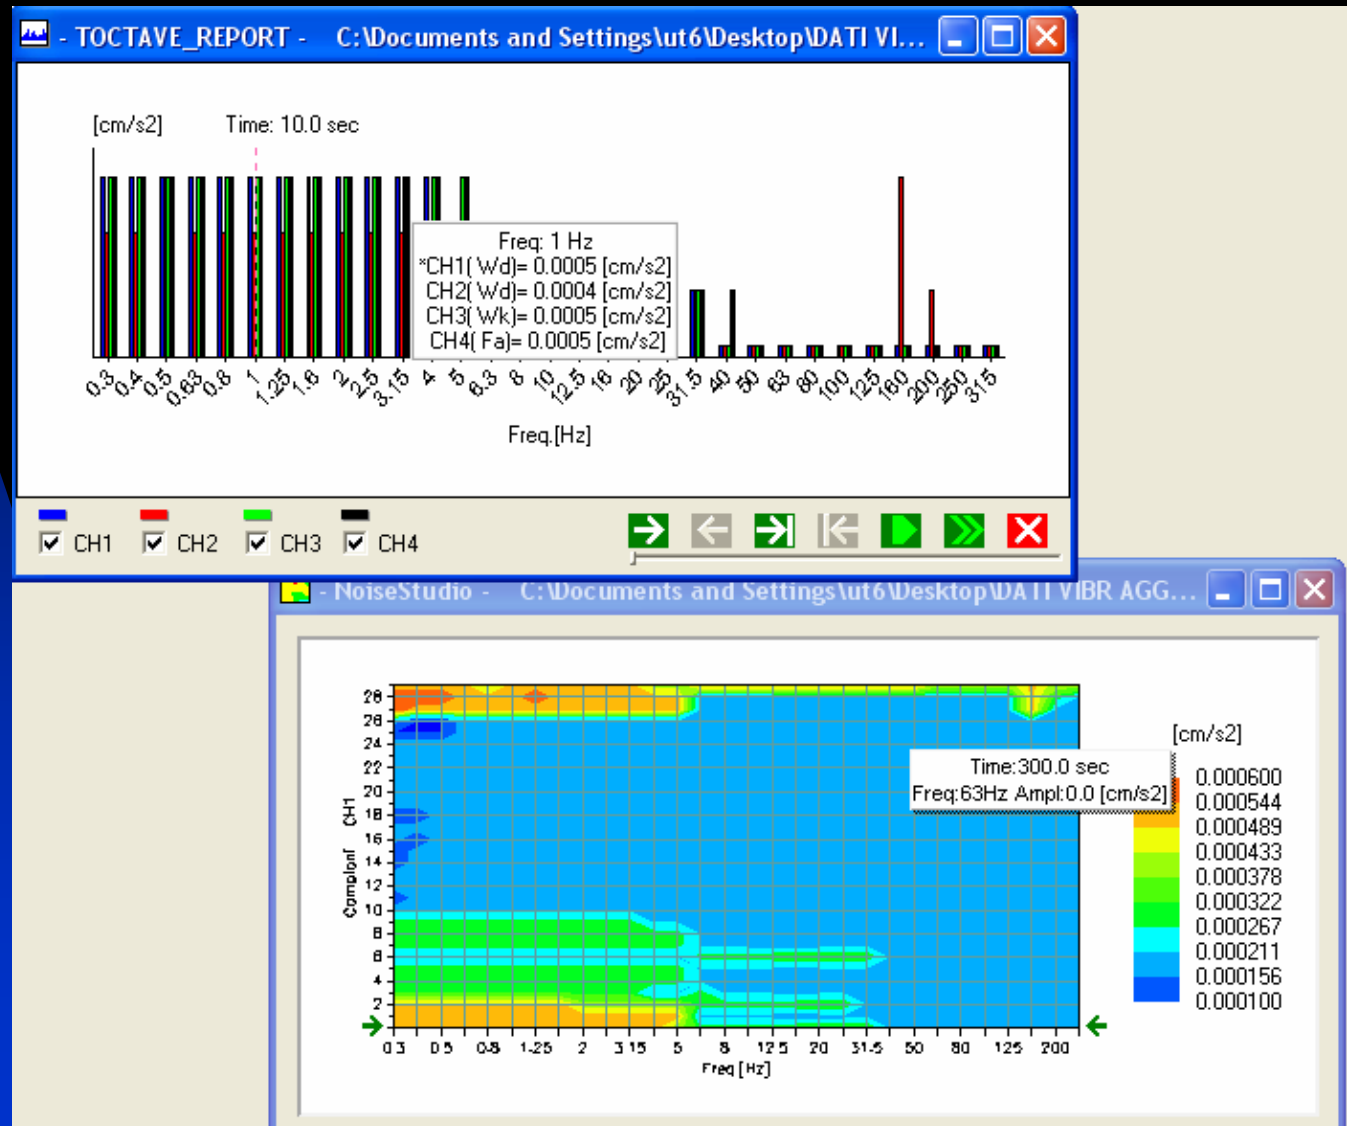 - TOCTAVE_REPORT - C:\Documents and Settings\ut6\Desktop\DATI VI...
[cm/s2] Time: 10.0 sec
Freq: 1 Hz
*CH1( Wd)= 0.0005 [cm/s2]
CH2( Wd)= 0.0004 [cm/s2]
CH3( Wk)= 0.0005 [cm/s2]
CH4( Fa)= 0.0005 [cm/s2]
0.3 0.4 0.5 0.63 0.8 1 1.25 1.6 2 2.5 3.15 4 5 6.3 8 10 12.5 16 20 25 31.5 40 50 63 80 100 125 160 200 250 315
Freq.[Hz]
CH1 CH2 CH3 CH4
- NoiseStudio - C:\Documents and Settings\ut6\Desktop\DATI VIBR AGG...
[cm/s2]
Time:300.0 sec
Freq:63Hz Ampl:0.0 [cm/s2]
0.000600
0.000544
0.000489
0.000433
0.000378
0.000322
0.000267
0.000211
0.000156
0.000100
28
26
24
22
20
18
16
14
12
10
8
6
4
2
Campioni CH1
0.3 0.5 0.8 1.25 2 3.15 5 8 12.5 20 31.5 50 80 125 200
Freq [Hz]